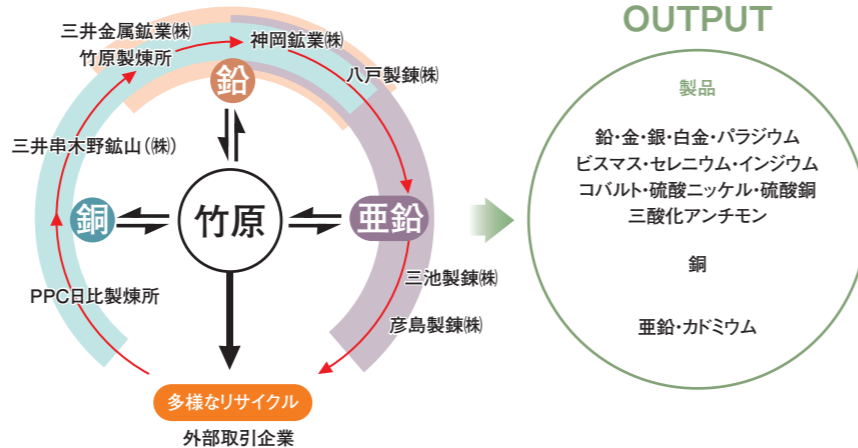 三井金属鉱業㈱
竹原製煉所
神岡鉱業㈱
八戸製錬㈱
鉛
三井串木野鉱山(㈱)
銅
竹原
亜鉛
PPC日比製煉所
三池製錬㈱
彦島製錬㈱
多様なリサイクル
外部取引企業
OUTPUT
製品
鉛・金・銀・白金・パラジウム
ビスマス・セレニウム・インジウム
コバルト・硫酸ニッケル・硫酸銅
三酸化アンチモン
銅
亜鉛・カドミウム